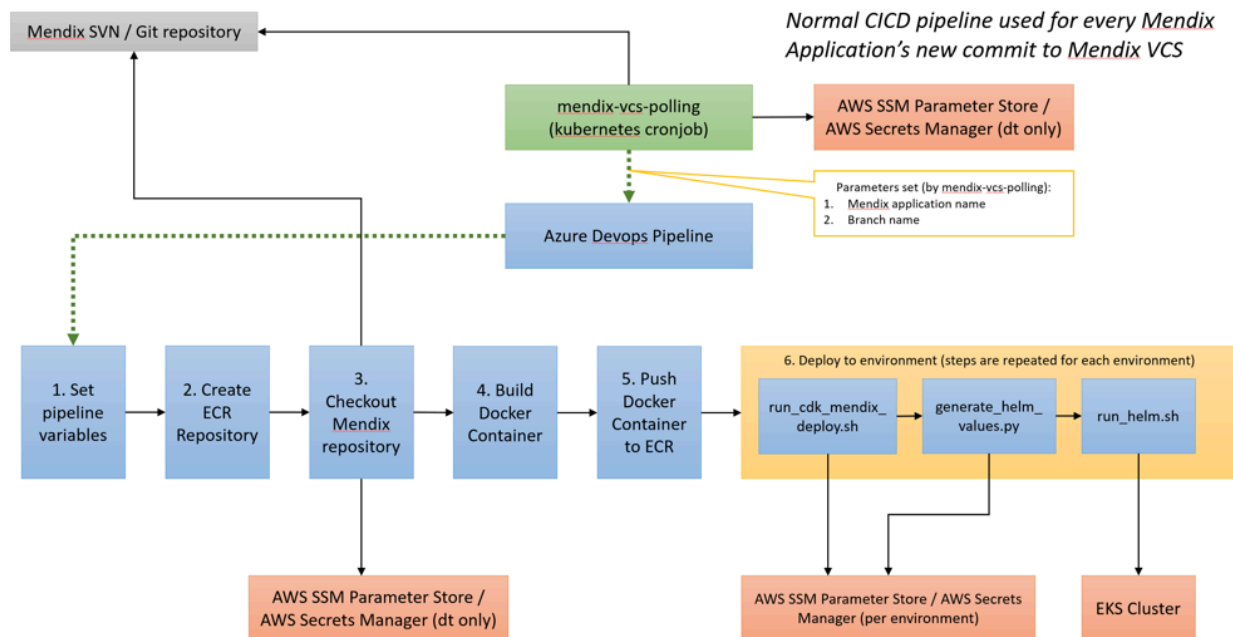 Mendix SVN / Git repository
Normal CICD pipeline used for every Mendix
Application's new commit to Mendix VCS
mendix-vcs-polling
(kubernetes cronjob)
AWS SSM Parameter Store /
AWS Secrets Manager (dt only)
Parameters set (by mendix-vcs-polling):
1. Mendix application name
2. Branch name
Azure Devops Pipeline
1. Set
pipeline
variables
2. Create
ECR
Repository
3.
Checkout
Mendix
repository
4. Build
Docker
Container
5. Push
Docker
Container
to ECR
6. Deploy to environment (steps are repeated for each environment)
run_cdk_mendix_
deploy.sh
generate_helm_
values.py
run_helm.sh
AWS SSM Parameter Store /
AWS Secrets Manager (dt only)
AWS SSM Parameter Store / AWS Secrets
Manager (per environment)
EKS Cluster